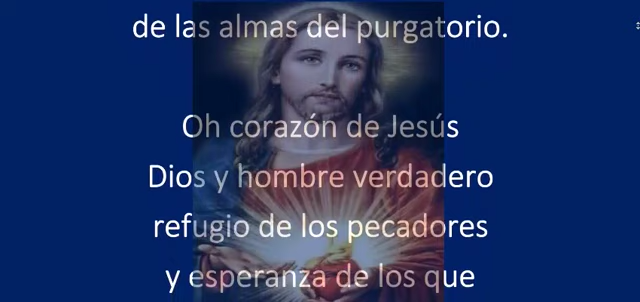 de las almas del purgatorio.
Oh corazón de Jesús
Dios y hombre verdadero
refugio de los pecadores
y esperanza de los que